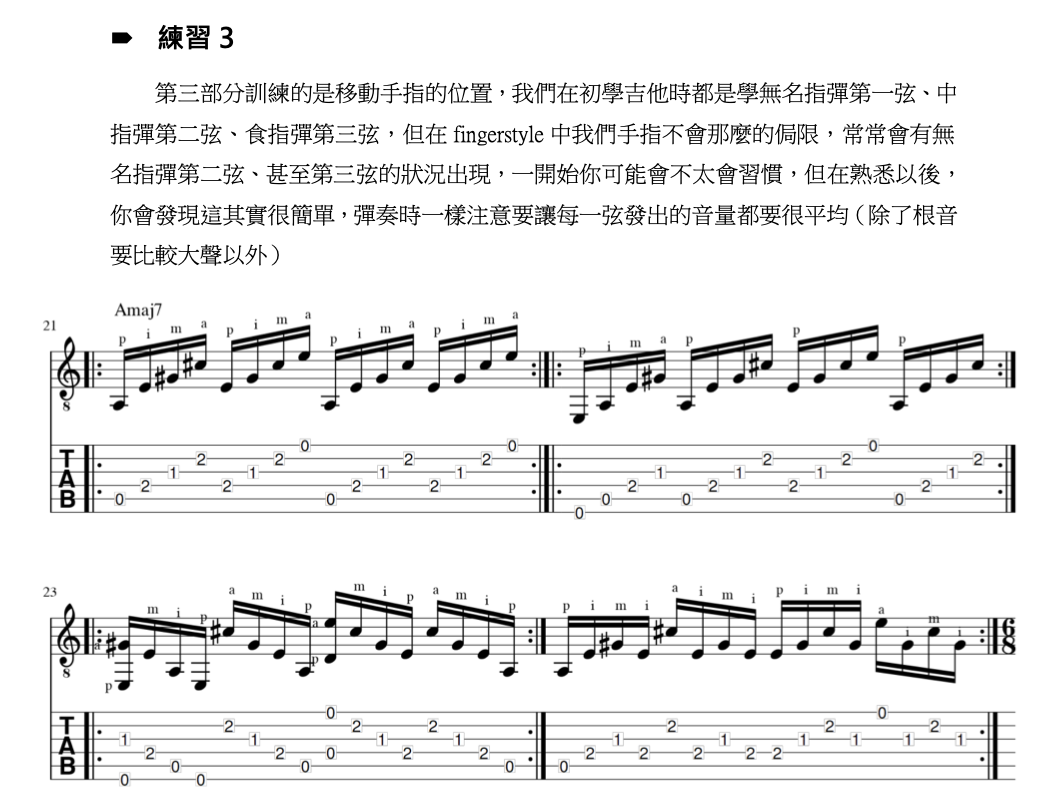 練習 3
第三部分訓練的是移動手指的位置，我們在初學吉他時都是學無名指彈第一弦、中
指彈第二弦、食指彈第三弦，但在 fingerstyle 中我們手指不會那麼的侷限，常常會有無
名指彈第二弦、甚至第三弦的狀況出現，一開始你可能會不太會習慣，但在熟悉以後，
你會發現這其實很簡單，彈奏時一樣注意要讓每一弦發出的音量都要很平均（除了根音
要比較大聲以外）
Amaj7
21
p i m a p i m a p i m a p i m a p i m a p p p
8
TAB 0 2 1 2 2 1 2 0 0 2 1 2 2 1 2 0 0 0 2 1 0 2 1 2 2 1 2 0 0 2 1 2
23
a p m i p a m i p a p m i p a m i p p i m i a i m i p i m i a i m i
8 6 8
TAB 1 0 2 0 0 2 1 2 0 0 0 2 1 2 2 1 2 0 0 2 1 2 2 2 1 2 2 1 2 1 0 1 2 1